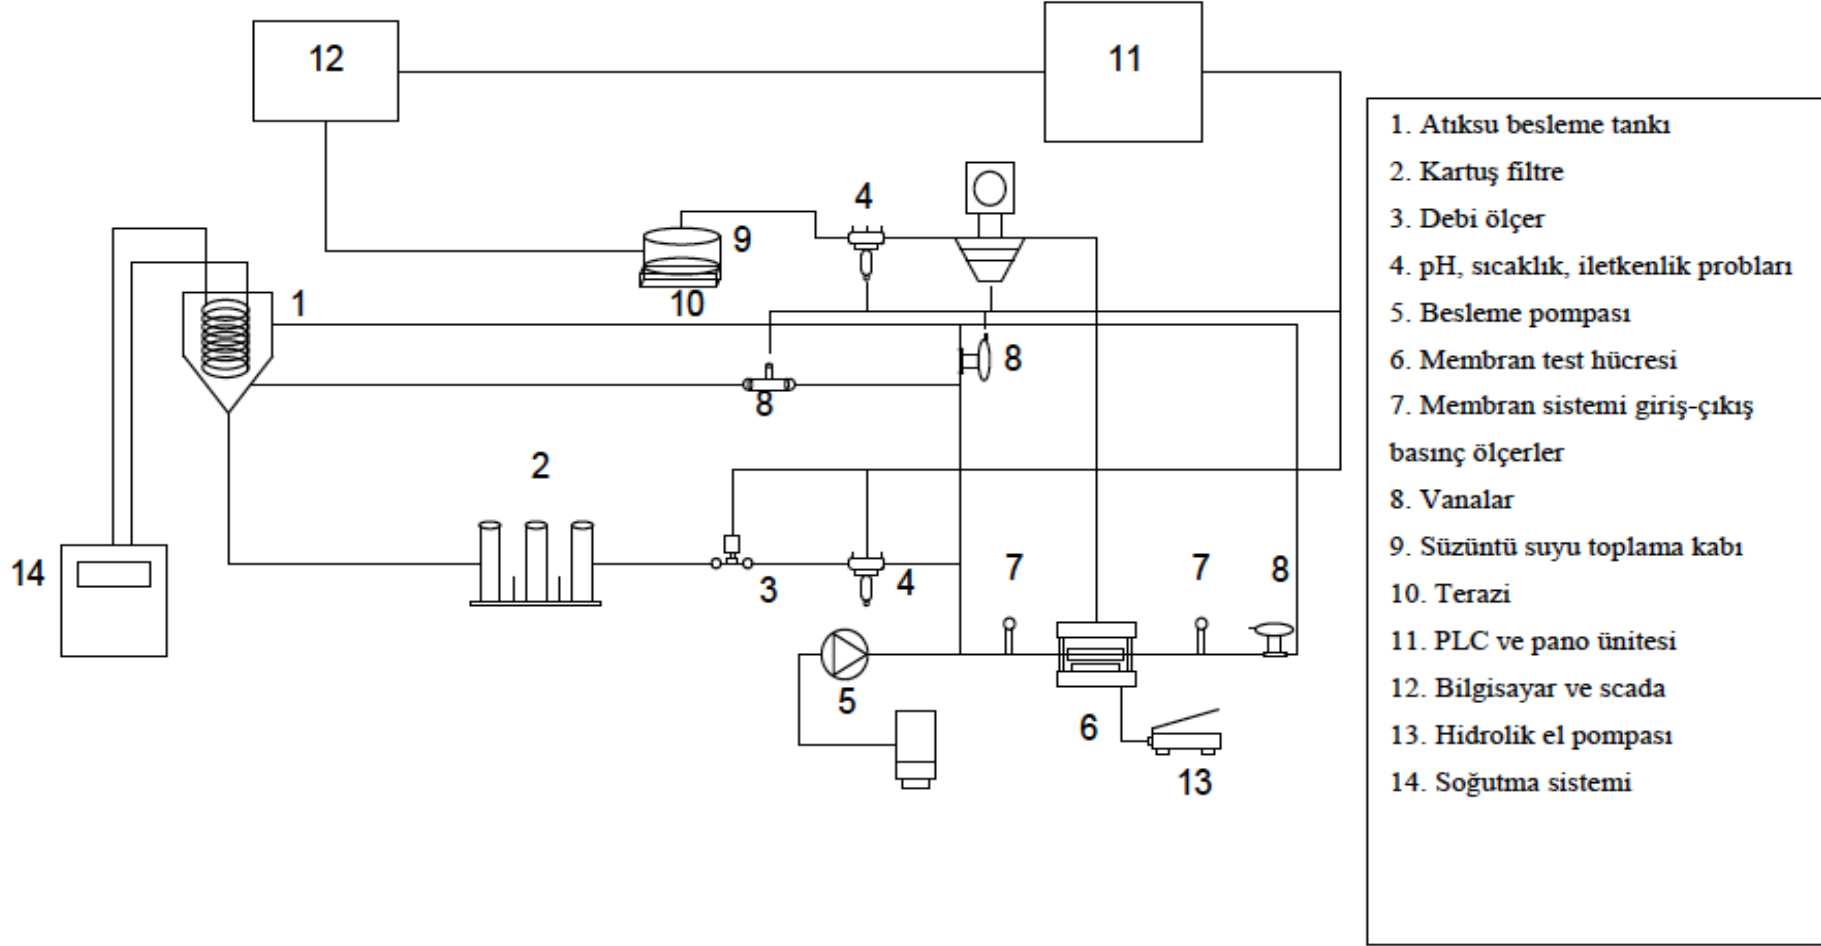 12
11
4
9
10
1
8
8
2
14
3
4
7
7
8
5
6
13
1. Atıksu besleme tankı
2. Kartuş filtre
3. Debi ölçer
4. pH, sıcaklık, iletkenlik probları
5. Besleme pompası
6. Membran test hücresi
7. Membran sistemi giriş-çıkış
basınç ölçerler
8. Vanalar
9. Süzüntü suyu toplama kabı
10. Terazi
11. PLC ve pano ünitesi
12. Bilgisayar ve scada
13. Hidrolik el pompası
14. Soğutma sistemi